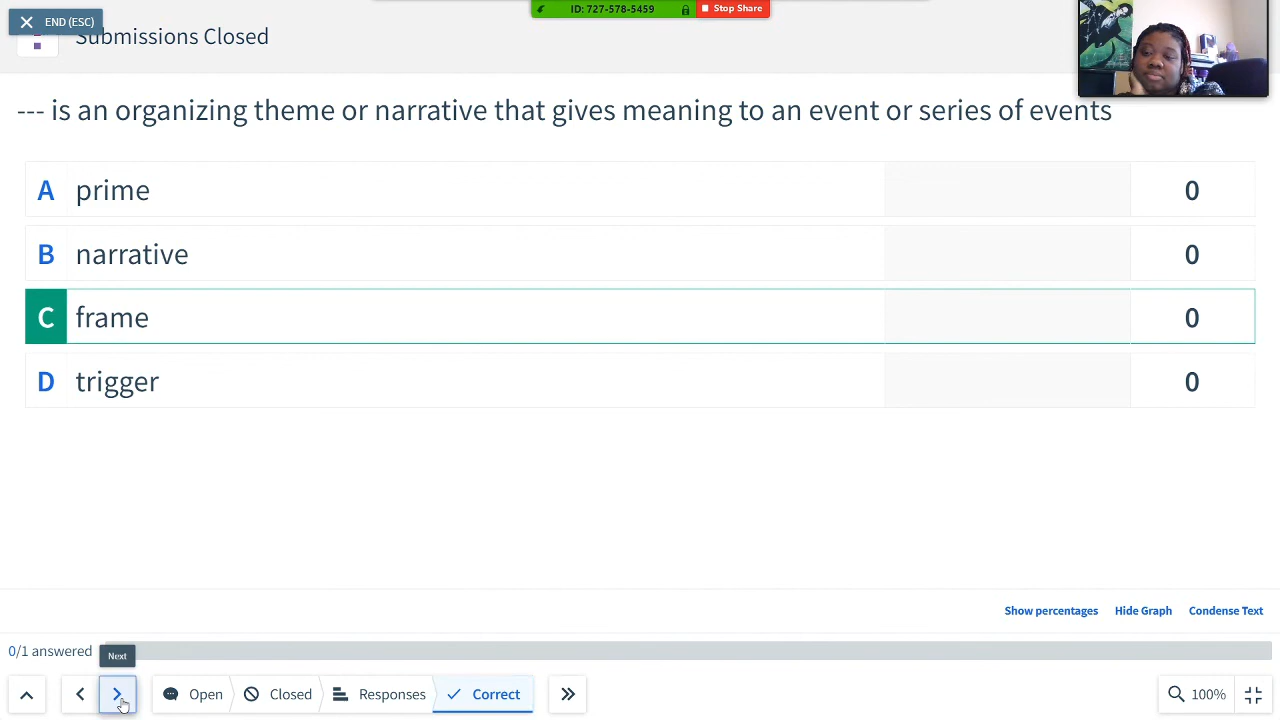 END (ESC)
ID: 727-578-5459
Stop Share
Submissions Closed
--- is an organizing theme or narrative that gives meaning to an event or series of events
A prime 0
B narrative 0
C frame 0
D trigger 0
Show percentages Hide Graph Condense Text
0/1 answered
Next
Open Closed Responses Correct
100%